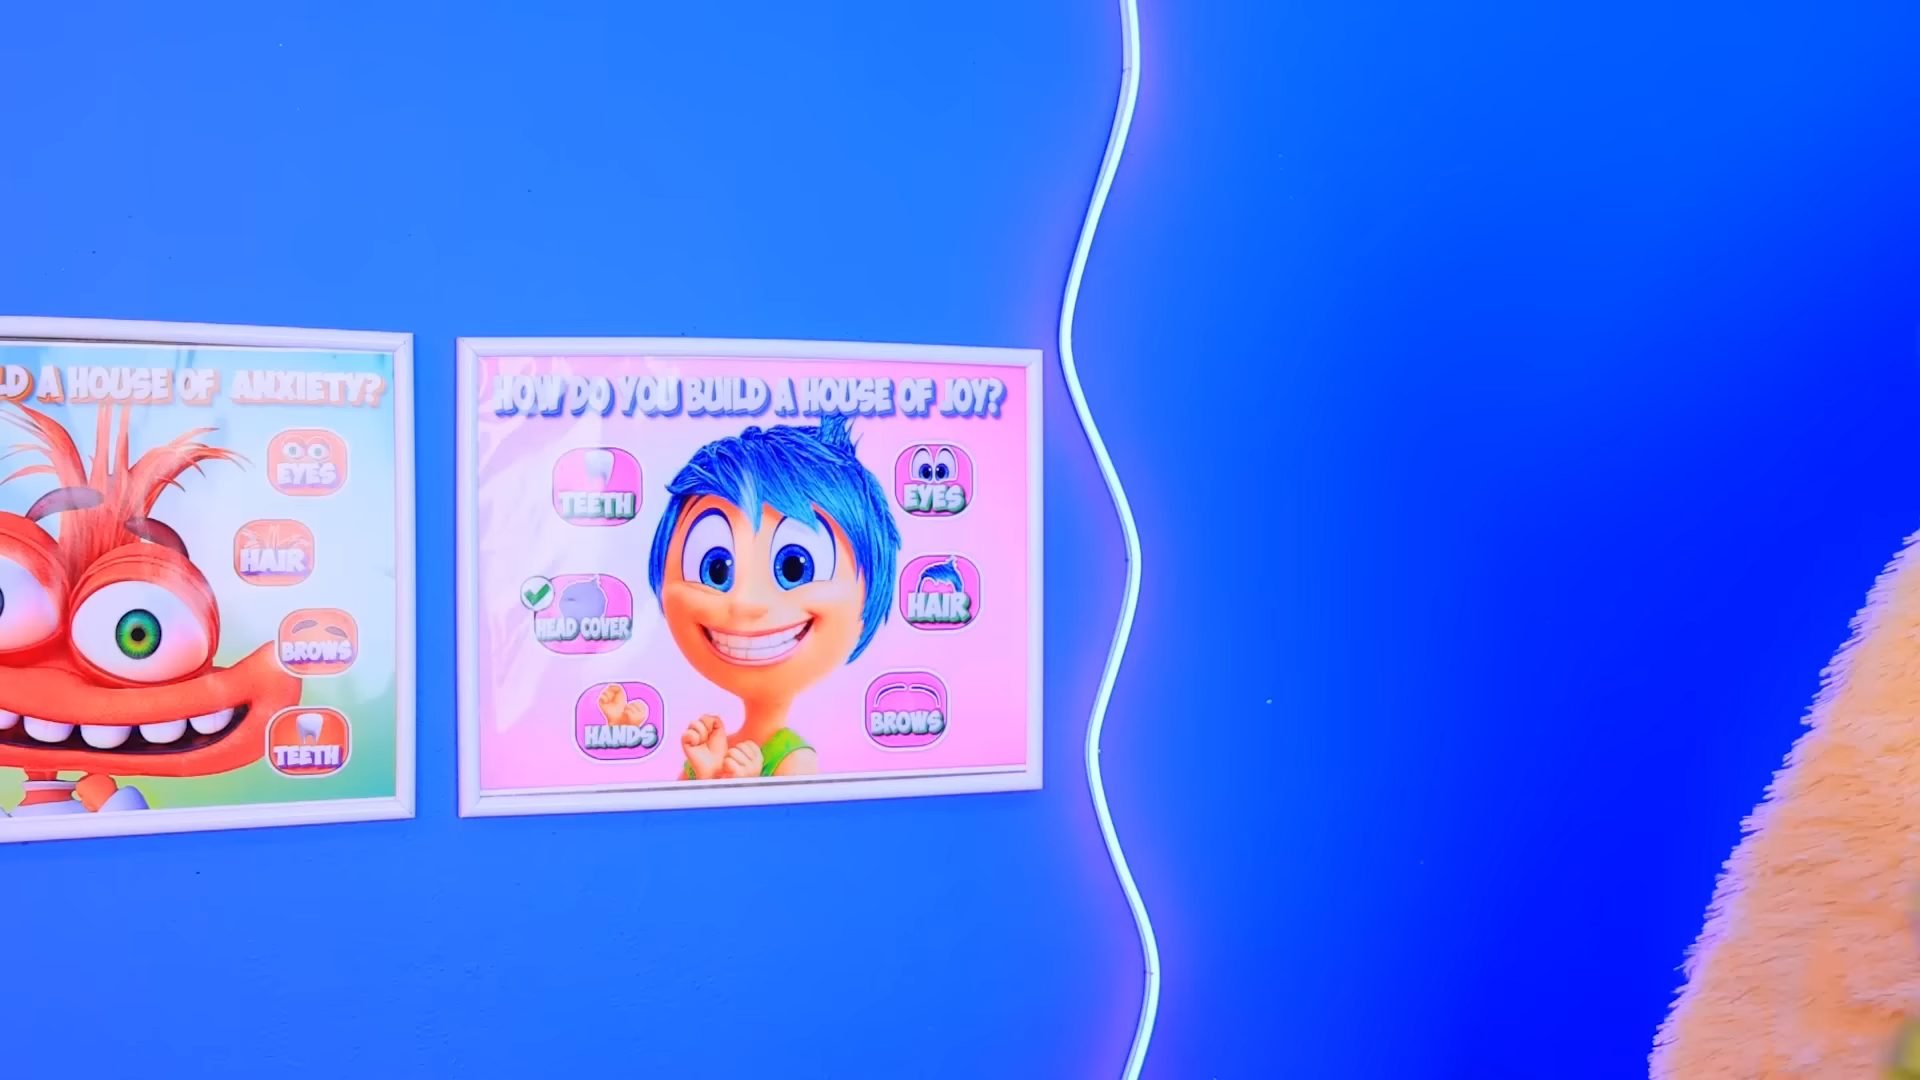 LD A HOUSE OF ANXIETY?
EYES
HAIR
BROWS
TEETH
HOW DO YOU BUILD A HOUSE OF JOY?
TEETH
HEAD COVER
HANDS
EYES
HAIR
BROWS